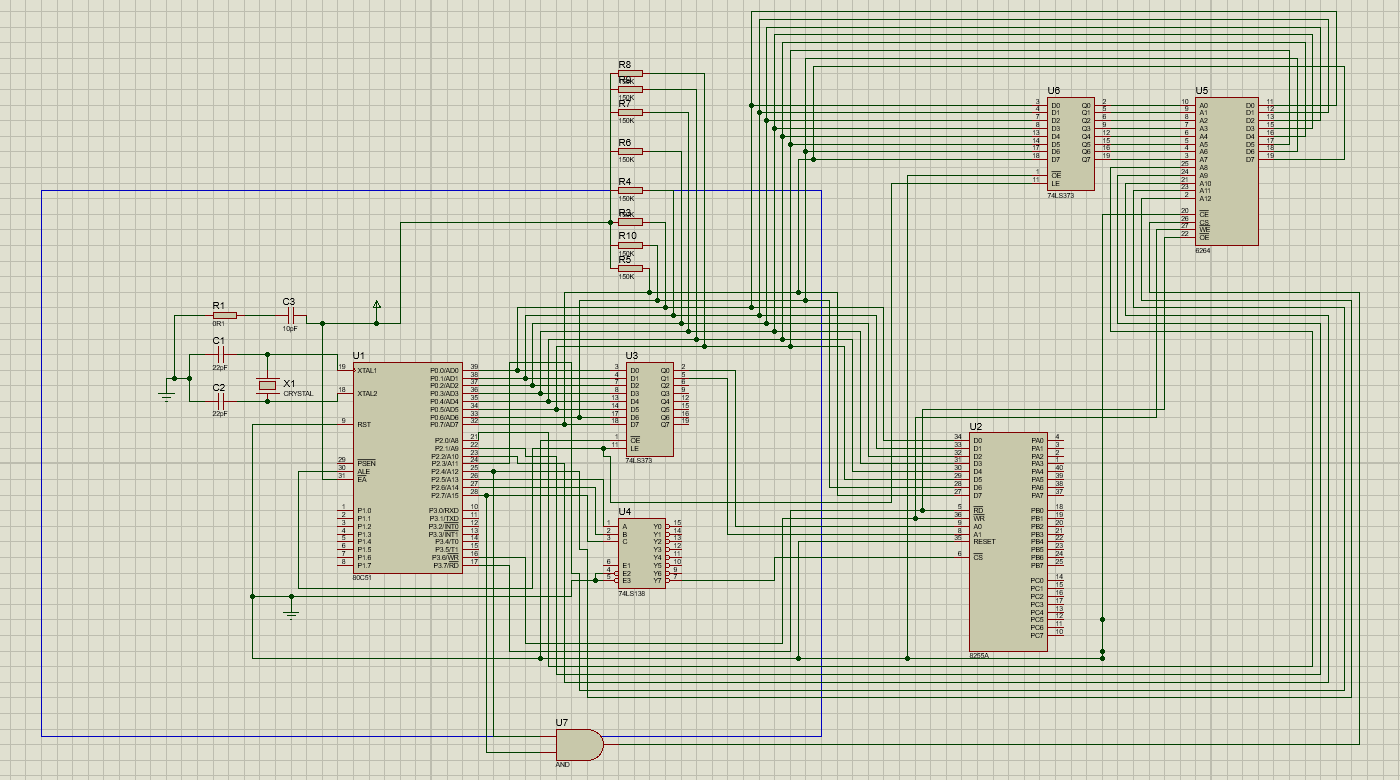 R8
150K
R7
150K
R6
150K
R4
150K
R3
150K
R10
150K
R5
150K
R1
0R1
C3
10pF
C1
22pF
C2
22pF
X1
CRYSTAL
U1
19 XTAL1 P0.0/AD0 39
P0.1/AD1 38
P0.2/AD2 37
18 XTAL2 P0.3/AD3 36
P0.4/AD4 35
P0.5/AD5 34
P0.6/AD6 33
9 RST P0.7/AD7 32
P2.0/A8 21
P2.1/A9 22
P2.2/A10 23
29 PSEN P2.3/A11 24
30 ALE P2.4/A12 25
31 EA P2.5/A13 26
P2.6/A14 27
P2.7/A15 28
1 P1.0 P3.0/RXD 10
2 P1.1 P3.1/TXD 11
3 P1.2 P3.2/INT0 12
4 P1.3 P3.3/INT1 13
5 P1.4 P3.4/T0 14
6 P1.5 P3.5/T1 15
7 P1.6 P3.6/WR 16
8 P1.7 P3.7/RD 17
80C51
U3
3 D0 Q0 2
4 D1 Q1 5
7 D2 Q2 6
8 D3 Q3 9
13 D4 Q4 12
14 D5 Q5 15
17 D6 Q6 16
18 D7 Q7 19
1 OE
11 LE
74LS373
U4
1 A Y0 15
2 B Y1 14
3 C Y2 13
Y3 12
Y4 11
6 E1 Y5 10
4 E2 Y6 9
5 E3 Y7 7
74LS138
U6
3 D0 Q0 2
4 D1 Q1 5
7 D2 Q2 6
8 D3 Q3 9
13 D4 Q4 12
14 D5 Q5 15
17 D6 Q6 16
18 D7 Q7 19
1 OE
11 LE
74LS373
U5
10 A0 D0 11
9 A1 D1 12
8 A2 D2 13
7 A3 D3 15
6 A4 D4 16
5 A5 D5 17
4 A6 D6 18
3 A7 D7 19
25 A8
24 A9
21 A10
23 A11
2 A12
20 CE
26 CS
27 WE
22 OE
6264
U2
34 D0 PA0 4
33 D1 PA1 3
32 D2 PA2 2
31 D3 PA3 1
30 D4 PA4 40
29 D5 PA5 39
28 D6 PA6 38
27 D7 PA7 37
5 RD PB0 18
36 WR PB1 19
9 A0 PB2 20
8 A1 PB3 21
35 RESET PB4 22
PB5 23
6 CS PB6 24
PB7 25
PC0 14
PC1 15
PC2 16
PC3 17
PC4 13
PC5 12
PC6 11
PC7 10
8255A
U7
AND